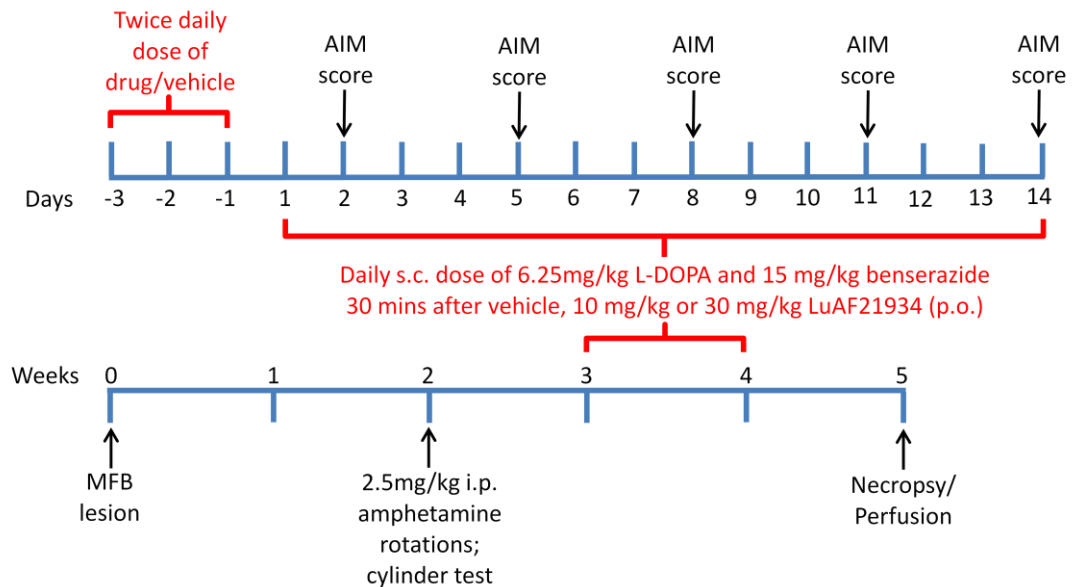 Twice daily
dose of
drug/vehicle
AIM
score
AIM
score
AIM
score
AIM
score
AIM
score
Days -3 -2 -1 1 2 3 4 5 6 7 8 9 10 11 12 13 14
Daily s.c. dose of 6.25mg/kg L-DOPA and 15 mg/kg benserazide
30 mins after vehicle, 10 mg/kg or 30 mg/kg LuAF21934 (p.o.)
Weeks 0 1 2 3 4 5
MFB
lesion
2.5mg/kg i.p.
amphetamine
rotations;
cylinder test
Necropsy/
Perfusion